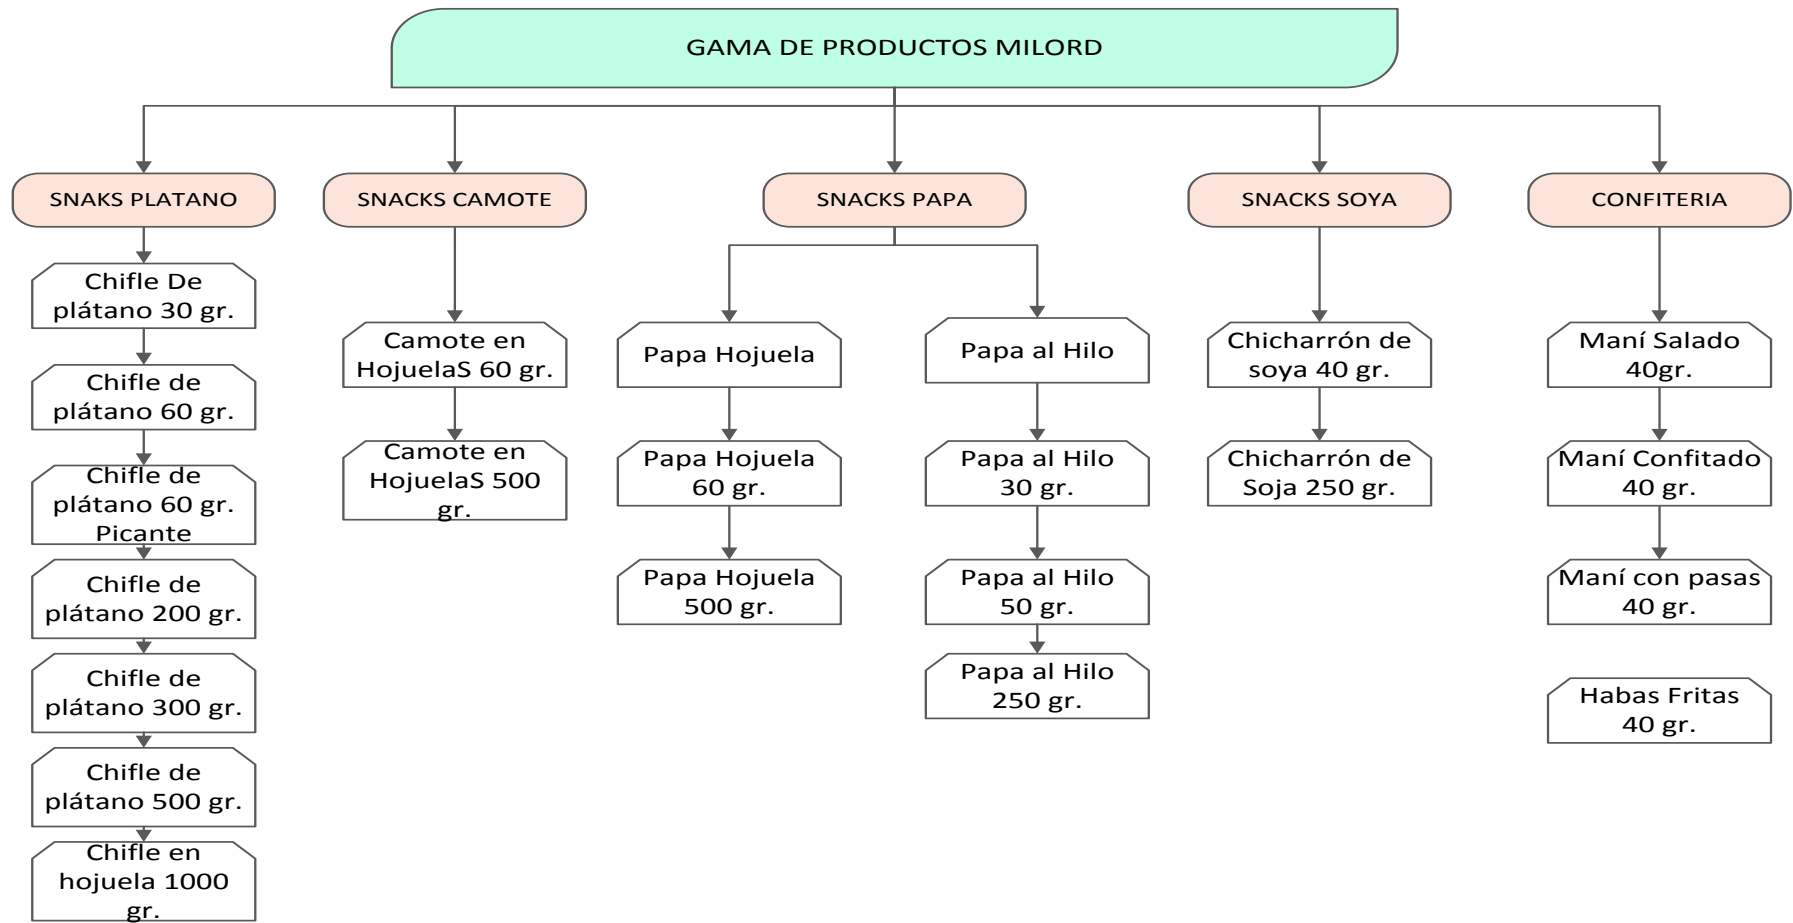 GAMA DE PRODUCTOS MILORD
SNAKS PLATANO
Chifle De
plátano 30 gr.
Chifle de
plátano 60 gr.
Chifle de
plátano 60 gr.
Picante
Chifle de
plátano 200 gr.
Chifle de
plátano 300 gr.
Chifle de
plátano 500 gr.
Chifle en
hojuela 1000
gr.
SNACKS CAMOTE
Camote en
HojuelaS 60 gr.
Camote en
HojuelaS 500
gr.
SNACKS PAPA
Papa Hojuela
Papa Hojuela
60 gr.
Papa Hojuela
500 gr.
Papa al Hilo
Papa al Hilo
30 gr.
Papa al Hilo
50 gr.
Papa al Hilo
250 gr.
SNACKS SOYA
Chicharrón de
soya 40 gr.
Chicharrón de
Soja 250 gr.
CONFITERIA
Maní Salado
40gr.
Maní Confitado
40 gr.
Maní con pasas
40 gr.
Habas Fritas
40 gr.